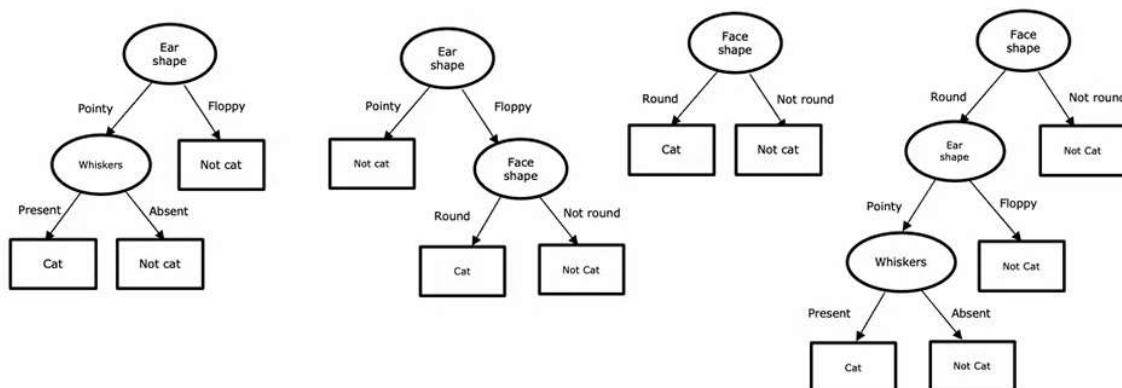 Ear
shape
Pointy
Floppy
Whiskers
Not cat
Present
Absent
Cat
Not cat
Ear
shape
Pointy
Floppy
Not cat
Face
shape
Round
Not round
Cat
Not Cat
Face
shape
Round
Not round
Cat
Not cat
Face
shape
Round
Not round
Ear
shape
Not Cat
Pointy
Floppy
Whiskers
Not Cat
Present
Absent
Cat
Not Cat